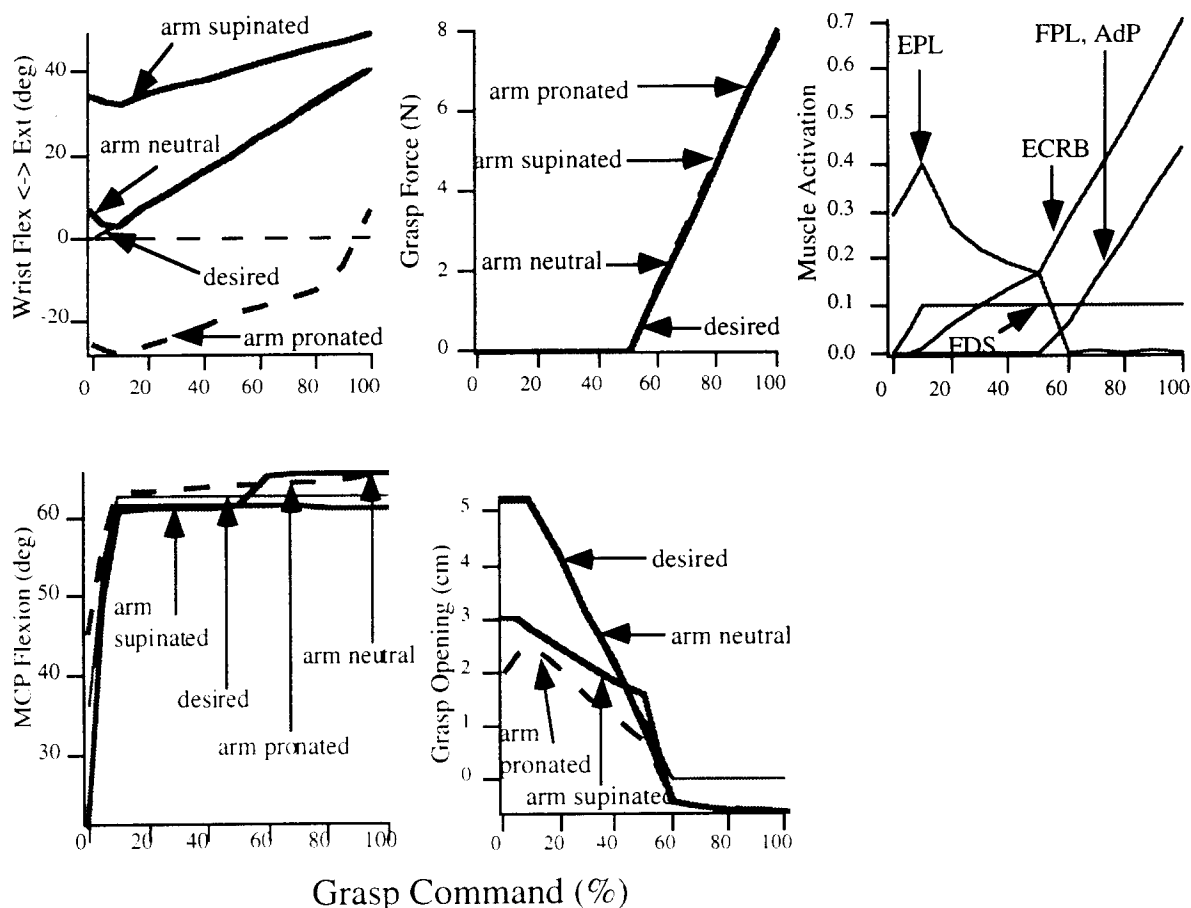 Wrist Flex <-> Ext (deg)
40
20
0
-20
arm supinated
arm neutral
desired
arm pronated
0 20 40 60 80 100
Grasp Force (N)
8
6
4
2
0
arm pronated
arm supinated
arm neutral
desired
0 20 40 60 80 100
Muscle Activation
0.7
0.6
0.5
0.4
0.3
0.2
0.1
0.0
EPL
FPL, AdP
ECRB
FDS
0 20 40 60 80 100
MCP Flexion (deg)
60
50
40
30
arm
supinated
desired
arm pronated
arm neutral
0 20 40 60 80 100
Grasp Opening (cm)
5
4
3
2
1
0
desired
arm neutral
arm
pronated
arm supinated
0 20 40 60 80 100
Grasp Command (%)